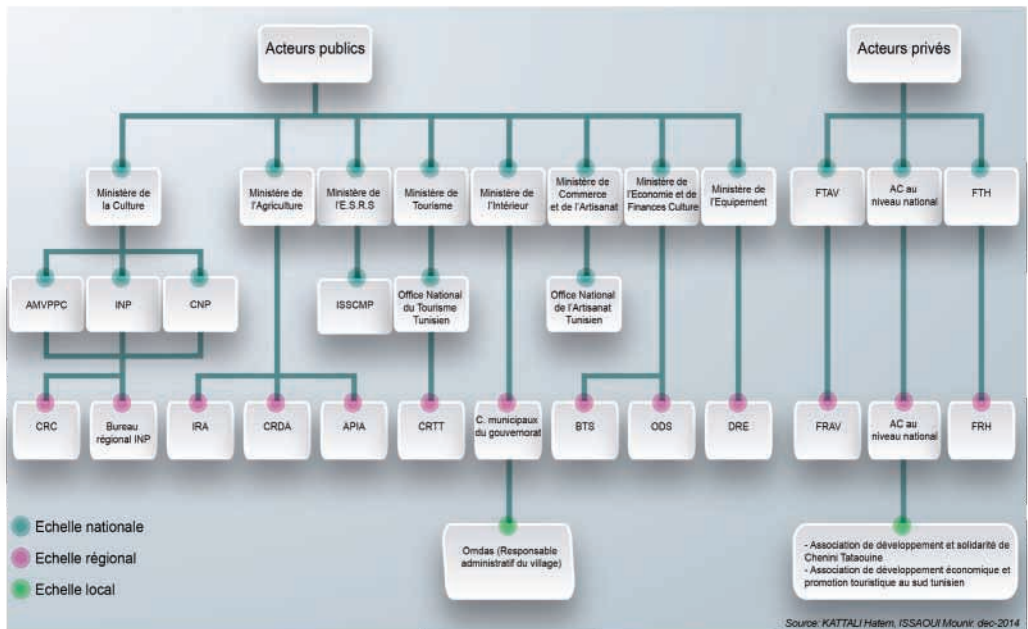 Acteurs publics
Acteurs privés
Ministère de
la Culture
Ministère de
l'Agriculture
Ministère de
l'E.S.R.S
Ministère de
Tourisme
Ministère de
l'Intérieur
Ministère de
Commerce
et de l'Artisanat
Ministère de
l'Economie et de
Finances Culture
Ministère de
l'Equipement
FTAV
AC au
niveau national
FTH
AMVPPC
INP
CNP
ISSCMP
Office National
du Tourisme
Tunisien
Office National
de l'Artisanat
Tunisien
CRC
Bureau
régional INP
IRA
CRDA
APIA
CRTT
C. municipaux
du gouvernorat
BTS
ODS
DRE
FRAV
AC au
niveau national
FRH
Echelle nationale
Echelle régional
Echelle local
Omdas (Responsable
administratif du village)
- Association de développement et solidarité de
Chenini Tataouine
- Association de développement économique et
promotion touristique au sud tunisien
Source: KATTALI Hatem, ISSAOUI Mounir. dec-2014